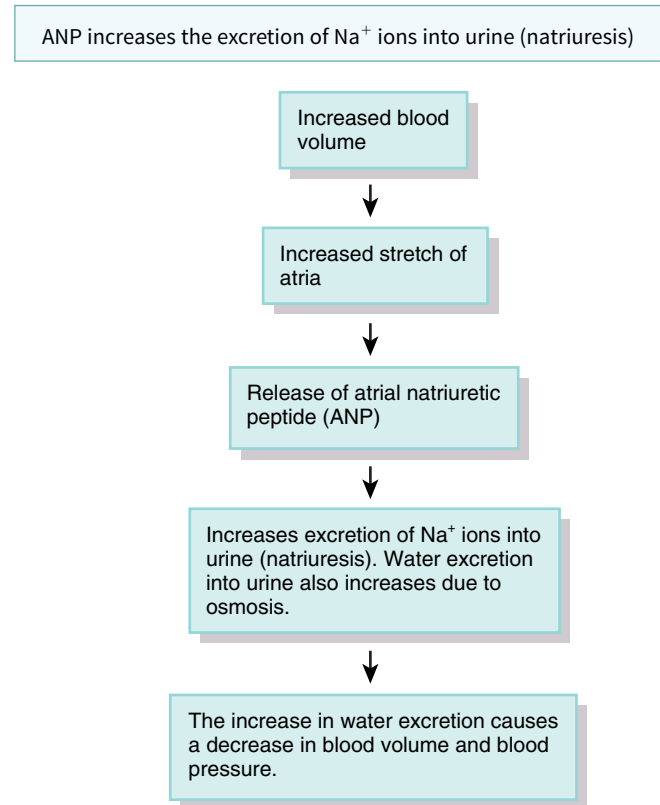 ANP increases the excretion of Na⁺ ions into urine (natriuresis)
Increased blood
volume
Increased stretch of
atria
Release of atrial natriuretic
peptide (ANP)
Increases excretion of Na⁺ ions into
urine (natriuresis). Water excretion
into urine also increases due to
osmosis.
The increase in water excretion causes
a decrease in blood volume and blood
pressure.